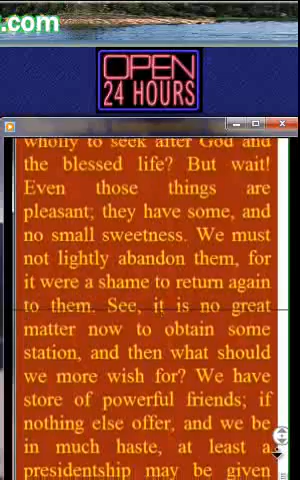 .com
OPEN
24 HOURS
wholly to seek after God and
the blessed life? But wait!
Even those things are
pleasant; they have some, and
no small sweetness. We must
not lightly abandon them, for
it were a shame to return again
to them. See, it is no great
matter now to obtain some
station, and then what should
we more wish for? We have
store of powerful friends; if
nothing else offer, and we be
in much haste, at least a
presidentship may be given